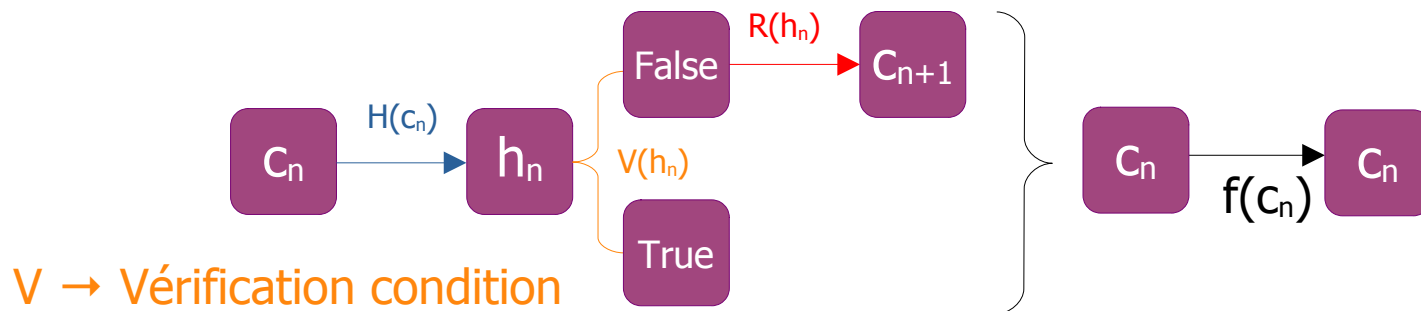 R(hₙ)
False
cₙ₊₁
H(cₙ)
cₙ
hₙ
V(hₙ)
cₙ
cₙ
f(cₙ)
True
V → Vérification condition